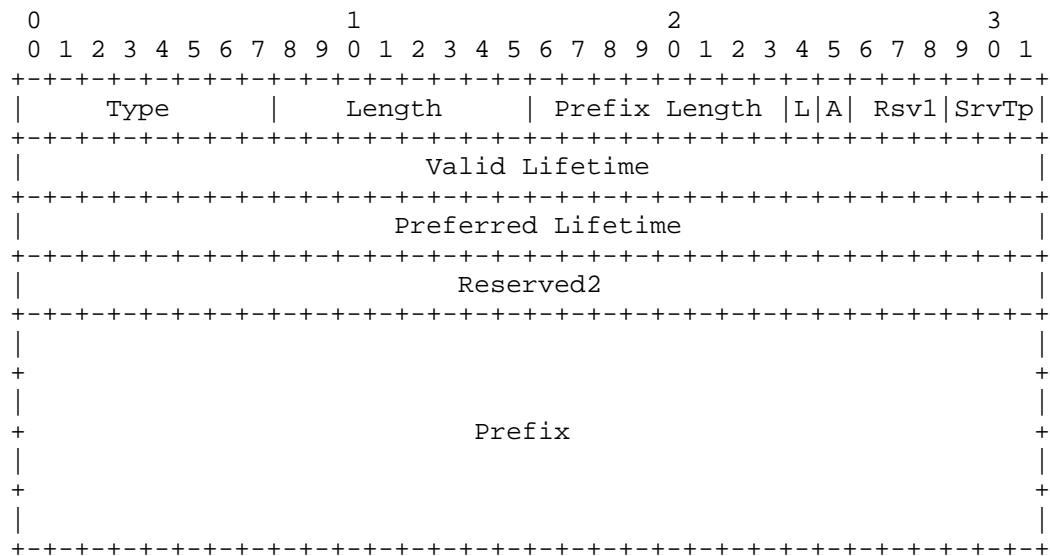 0                   1                   2                   3
 0 1 2 3 4 5 6 7 8 9 0 1 2 3 4 5 6 7 8 9 0 1 2 3 4 5 6 7 8 9 0 1
+-+-+-+-+-+-+-+-+-+-+-+-+-+-+-+-+-+-+-+-+-+-+-+-+-+-+-+-+-+-+-+-+
|     Type      |    Length     | Prefix Length |L|A| Rsv1|SrvTp|
+-+-+-+-+-+-+-+-+-+-+-+-+-+-+-+-+-+-+-+-+-+-+-+-+-+-+-+-+-+-+-+-+
|                         Valid Lifetime                        |
+-+-+-+-+-+-+-+-+-+-+-+-+-+-+-+-+-+-+-+-+-+-+-+-+-+-+-+-+-+-+-+-+
|                       Preferred Lifetime                      |
+-+-+-+-+-+-+-+-+-+-+-+-+-+-+-+-+-+-+-+-+-+-+-+-+-+-+-+-+-+-+-+-+
|                           Reserved2                           |
+-+-+-+-+-+-+-+-+-+-+-+-+-+-+-+-+-+-+-+-+-+-+-+-+-+-+-+-+-+-+-+-+
|                                                               |
+                                                               +
|                                                               |
+                            Prefix                             +
|                                                               |
+                                                               +
|                                                               |
+-+-+-+-+-+-+-+-+-+-+-+-+-+-+-+-+-+-+-+-+-+-+-+-+-+-+-+-+-+-+-+-+